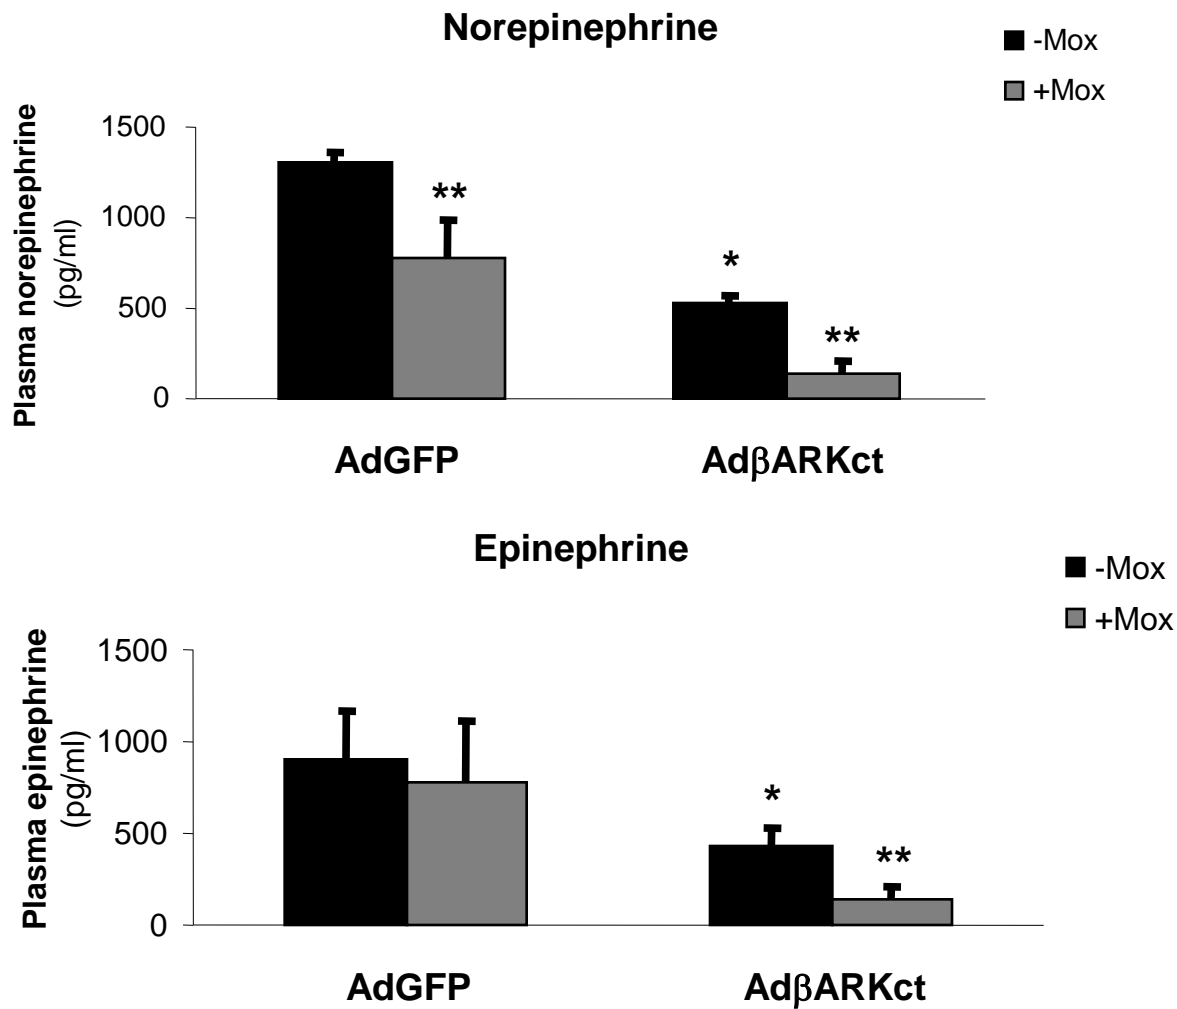 Norepinephrine
-Mox
+Mox
Plasma norepinephrine
(pg/ml)
1500
1000
500
0
**
*
**
AdGFP
AdβARKct
Epinephrine
-Mox
+Mox
Plasma epinephrine
(pg/ml)
1500
1000
500
0
*
**
AdGFP
AdβARKct